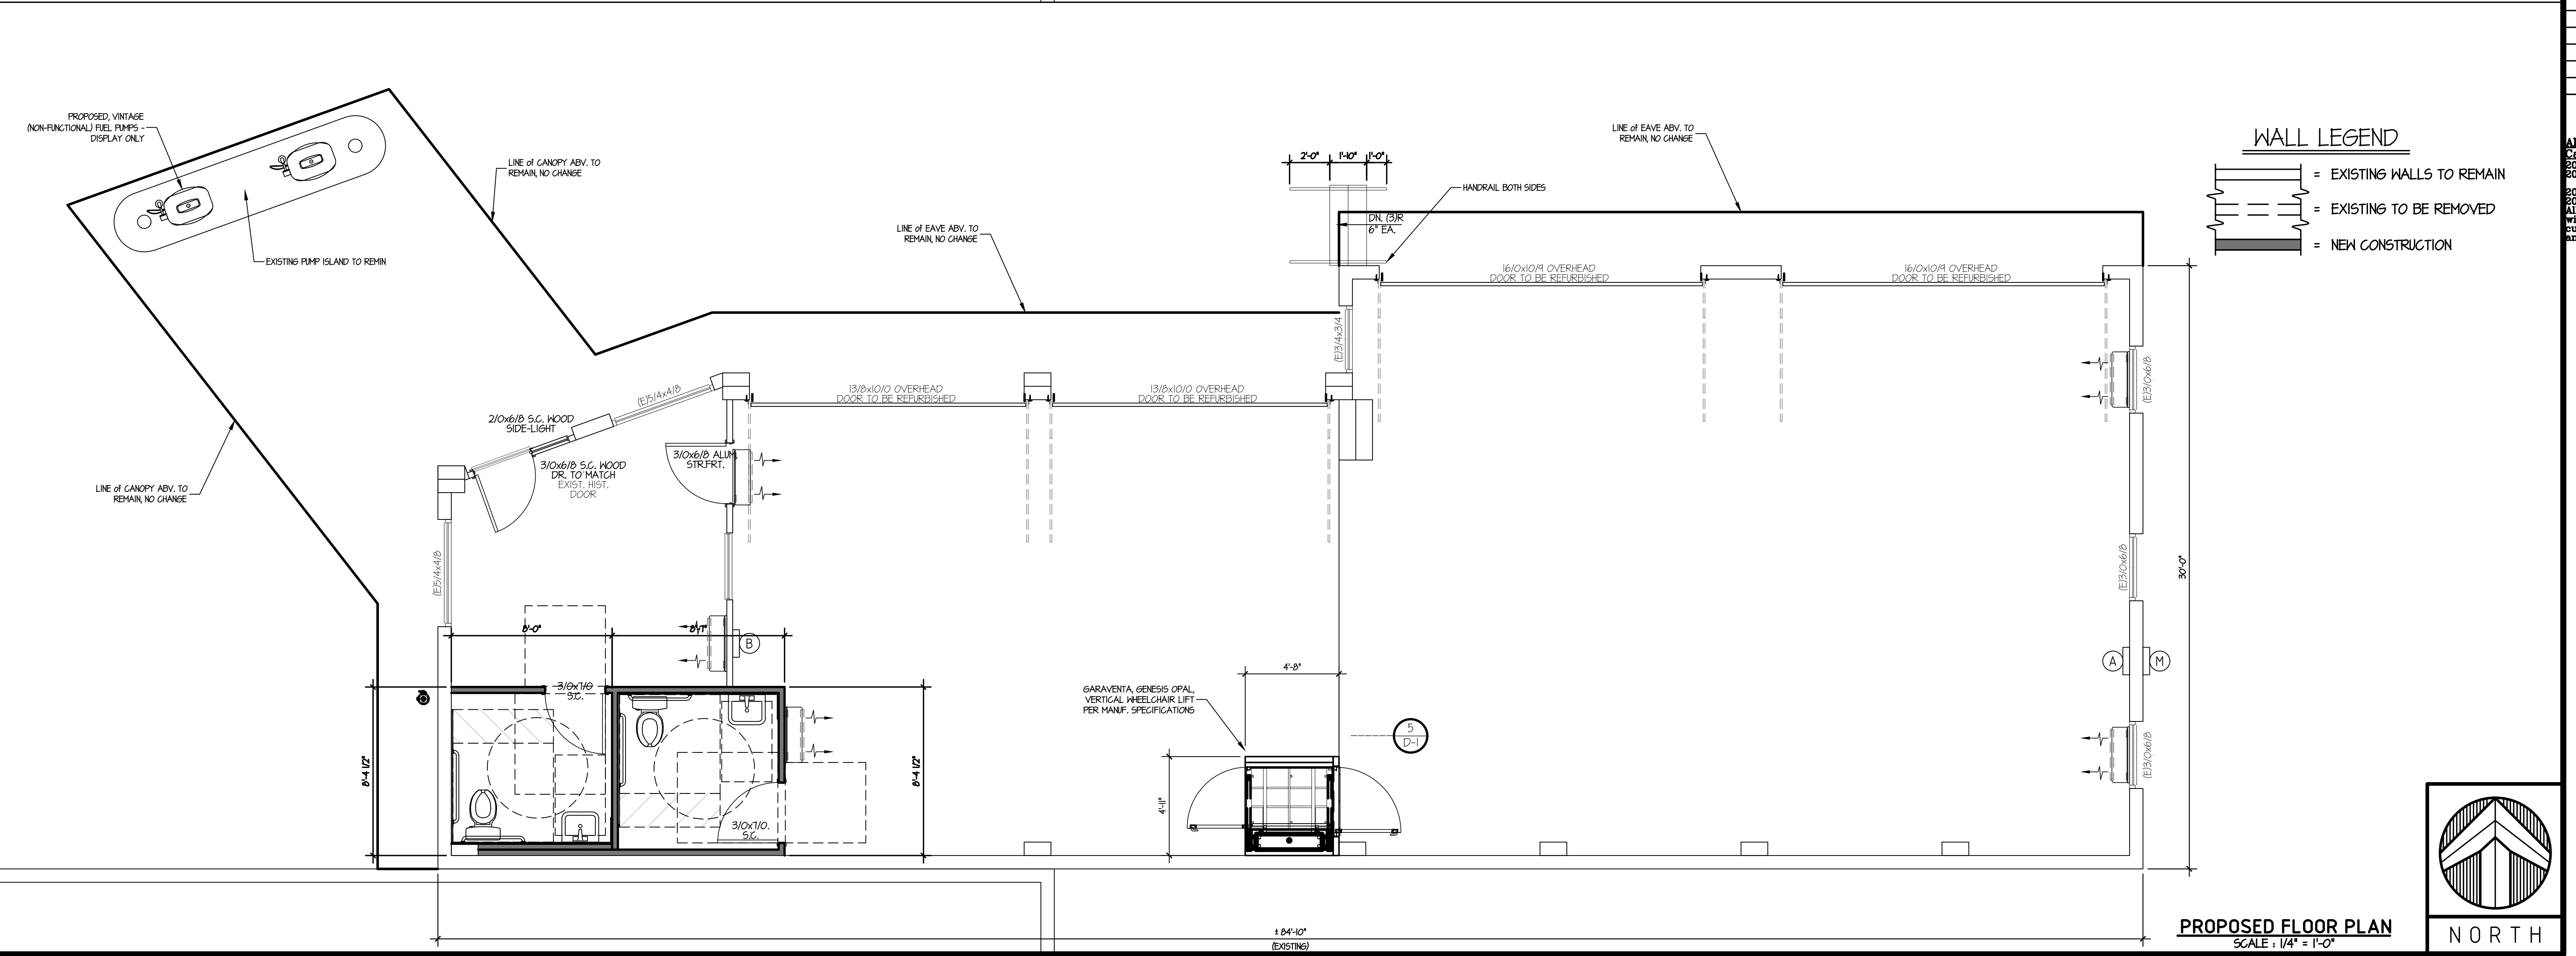 PROPOSED, VINTAGE
(NON-FUNCTIONAL) FUEL PUMPS -
DISPLAY ONLY
EXISTING PUMP ISLAND TO REMIN
LINE of CANOPY ABV. TO
REMAIN, NO CHANGE
LINE of EAVE ABV. TO
REMAIN, NO CHANGE
2'-0"
1'-10"
1'-0"
HANDRAIL BOTH SIDES
DN. (3)R
6" EA.
LINE of EAVE ABV. TO
REMAIN, NO CHANGE
WALL LEGEND
= EXISTING WALLS TO REMAIN
= EXISTING TO BE REMOVED
= NEW CONSTRUCTION
16/0x10/9 OVERHEAD
DOOR TO BE REFURBISHED
16/0x10/9 OVERHEAD
DOOR TO BE REFURBISHED
(E)3/4x3/4
13/8x10/0 OVERHEAD
DOOR TO BE REFURBISHED
13/8x10/0 OVERHEAD
DOOR TO BE REFURBISHED
(E)5/4x4/8
2/0x6/8 S.C. WOOD
SIDE-LIGHT
3/0x6/8 S.C. WOOD
DR. TO MATCH
EXIST. HIST.
DOOR
3/0x6/8 ALUM.
STR.FRT.
LINE of CANOPY ABV. TO
REMAIN, NO CHANGE
(E)5/4x4/8
(E)3/0x6/8
(E)3/0x6/8
(E)3/0x6/8
30'-0"
8'-0"
8'-7"
B
A
M
3/0x7/0
S.C.
3/0x7/0.
S.C.
8'-4 1/2"
8'-4 1/2"
4'-8"
GARAVENTA, GENESIS OPAL,
VERTICAL WHEELCHAIR LIFT
PER MANUF. SPECIFICATIONS
4'-11"
5
D-1
± 84'-10"
(EXISTING)
PROPOSED FLOOR PLAN
SCALE : 1/4" = 1'-0"
NORTH